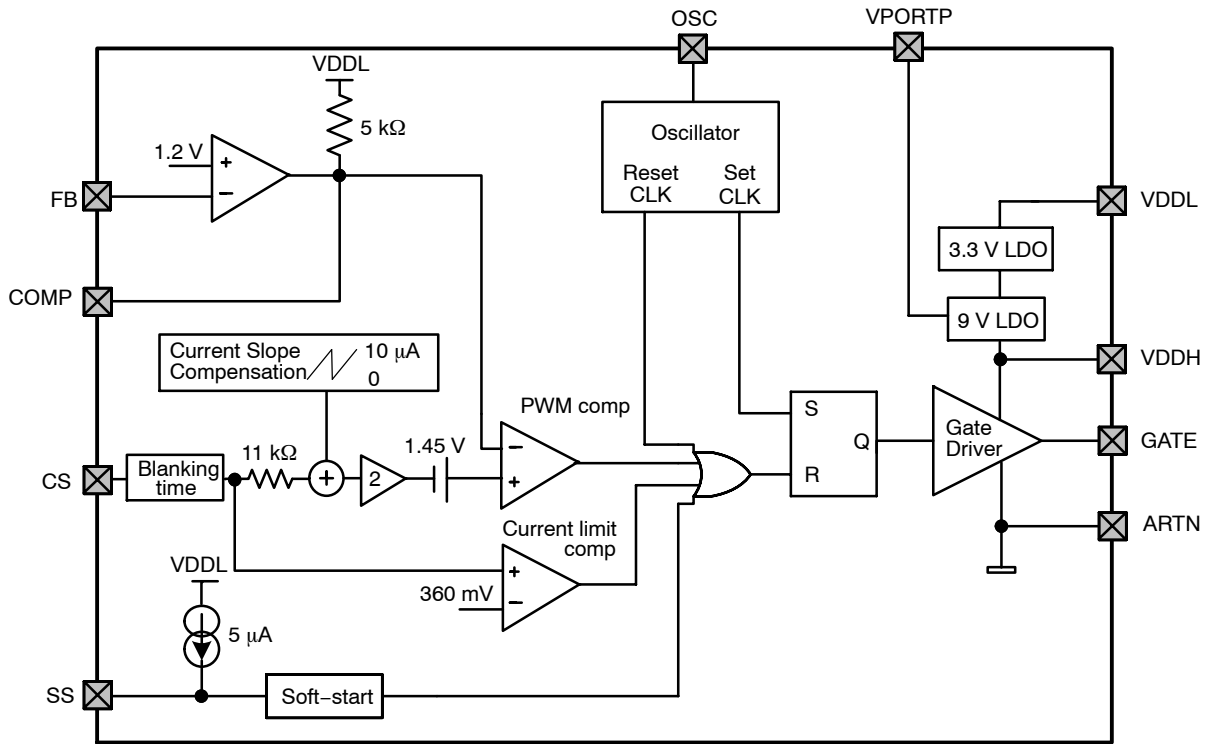 OSC
VPORTP
VDDL
5 kΩ
1.2 V
+
−
FB
COMP
Oscillator
Reset
CLK
Set
CLK
VDDL
3.3 V LDO
9 V LDO
VDDH
Current Slope
Compensation
10 μA
0
PWM comp
−
+
1.45 V
11 kΩ
+
2
CS
Blanking
time
S
Q
R
Gate
Driver
GATE
ARTN
Current limit
comp
+
−
360 mV
VDDL
5 μA
SS
Soft−start